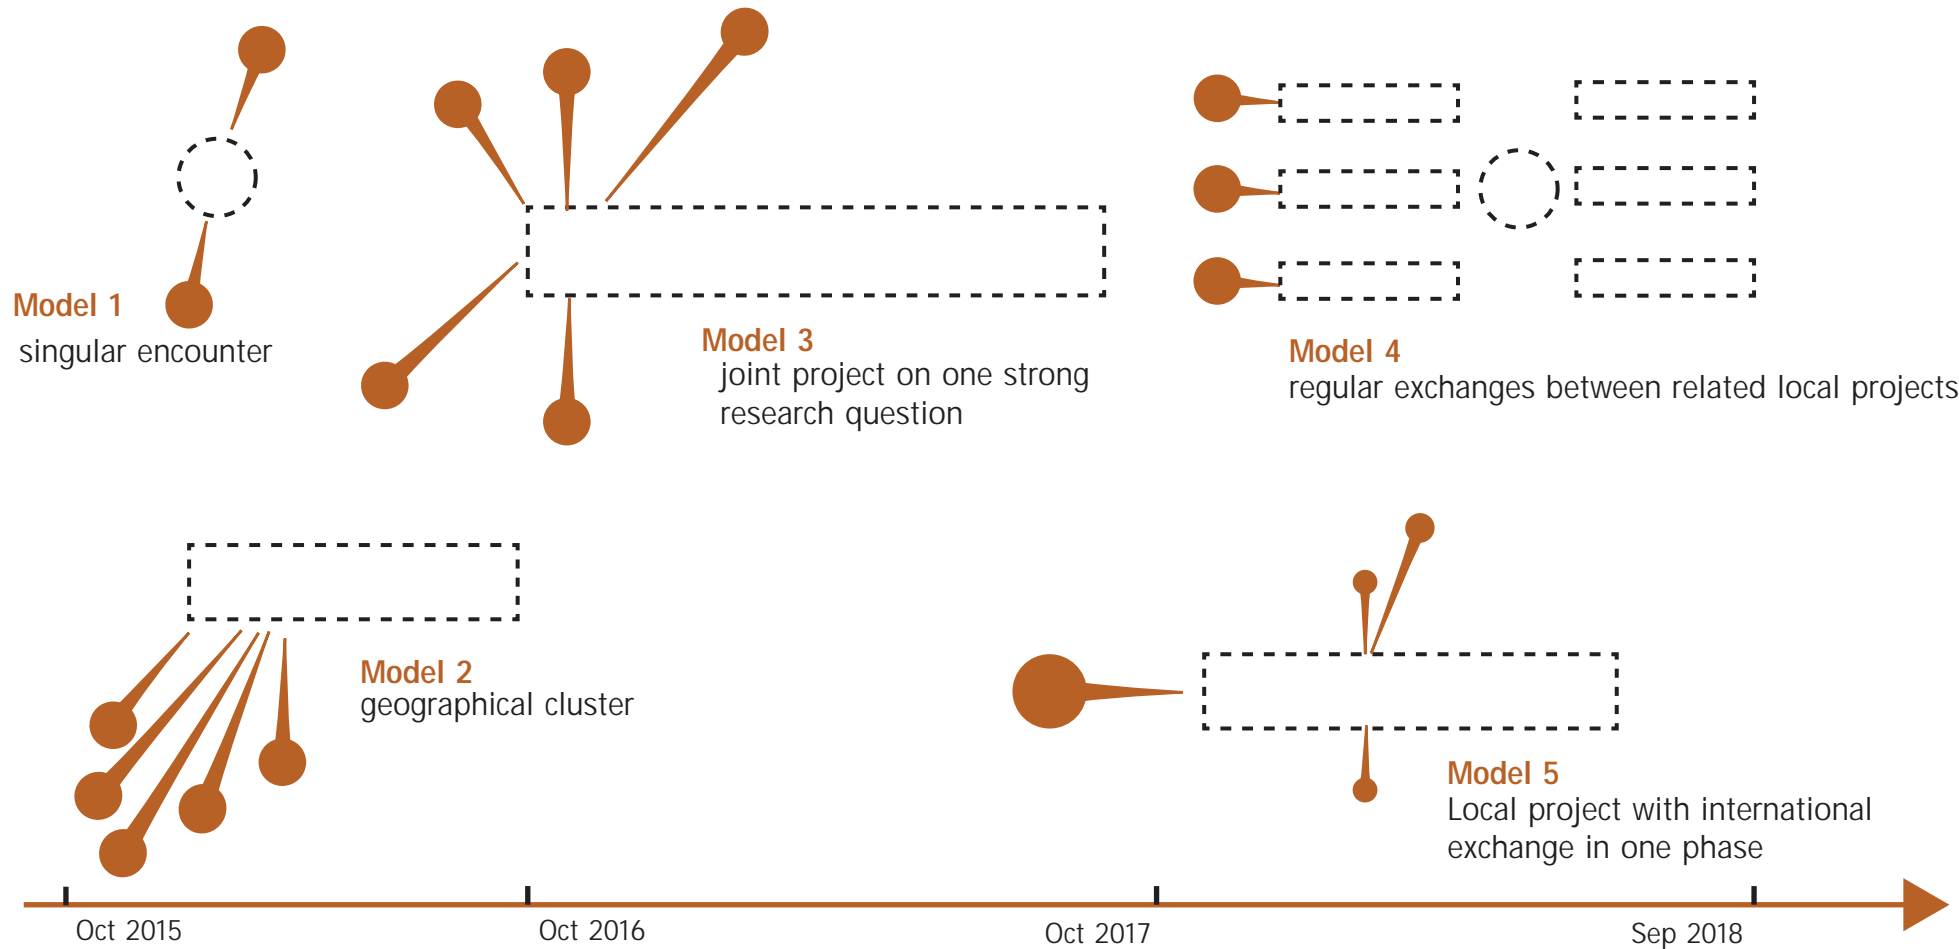 Model 1
singular encounter
Model 3
joint project on one strong
research question
Model 4
regular exchanges between related local projects
Model 2
geographical cluster
Model 5
Local project with international
exchange in one phase
Oct 2015
Oct 2016
Oct 2017
Sep 2018